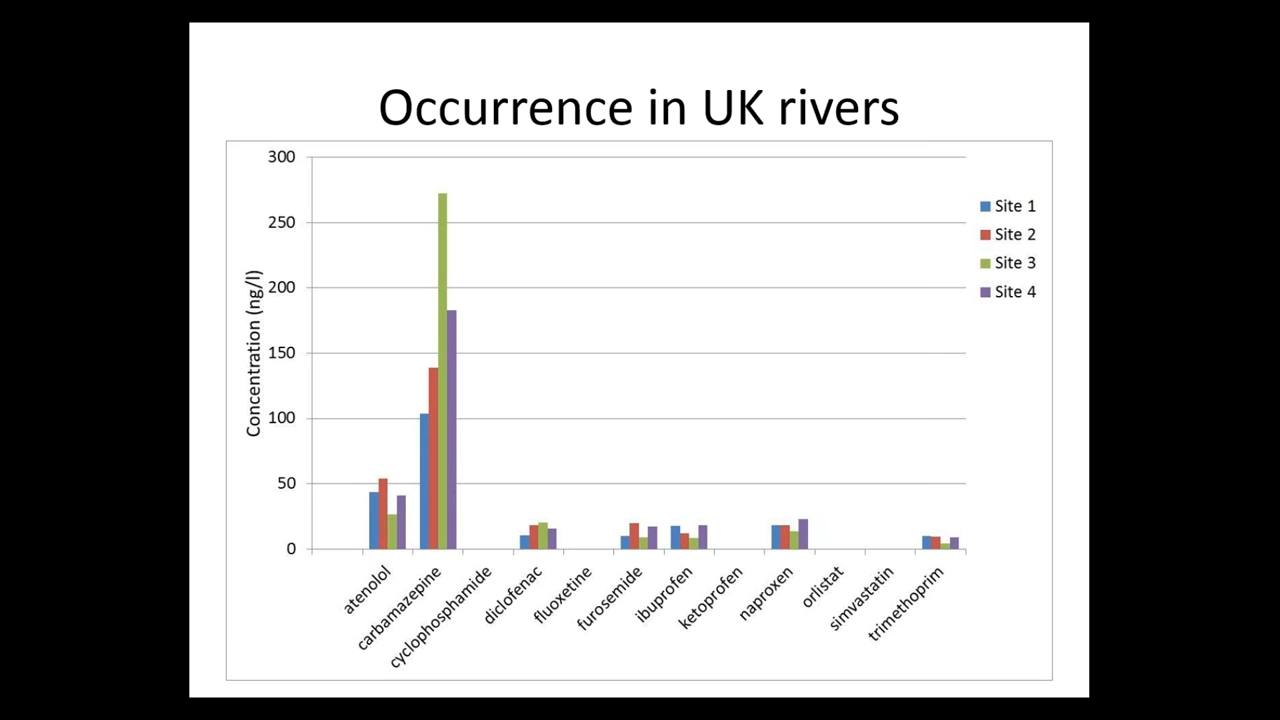 Occurrence in UK rivers
300
250
200
150
100
50
0
Concentration (ng/l)
atenolol
carbamazepine
cyclophosphamide
diclofenac
fluoxetine
furosemide
ibuprofen
ketoprofen
naproxen
orlistat
simvastatin
trimethoprim
Site 1
Site 2
Site 3
Site 4